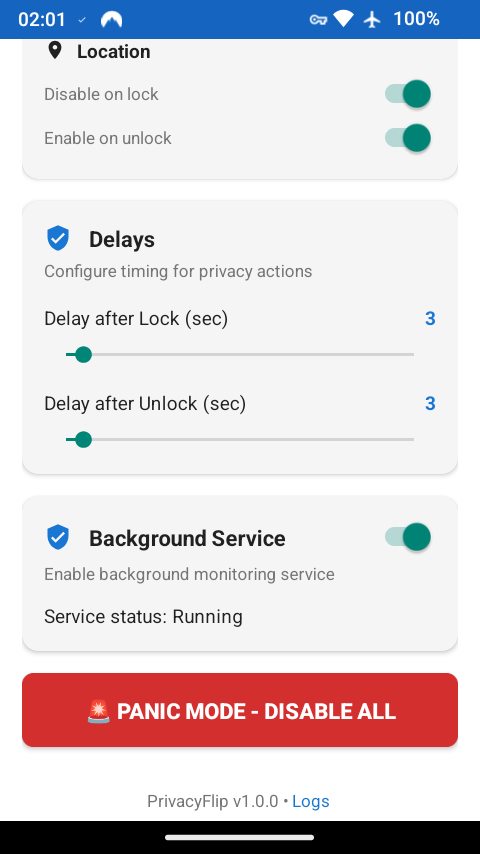 02:01 100%
Location
Disable on lock
Enable on unlock
Delays
Configure timing for privacy actions
Delay after Lock (sec) 3
Delay after Unlock (sec) 3
Background Service
Enable background monitoring service
Service status: Running
🚨 PANIC MODE - DISABLE ALL
PrivacyFlip v1.0.0 • Logs